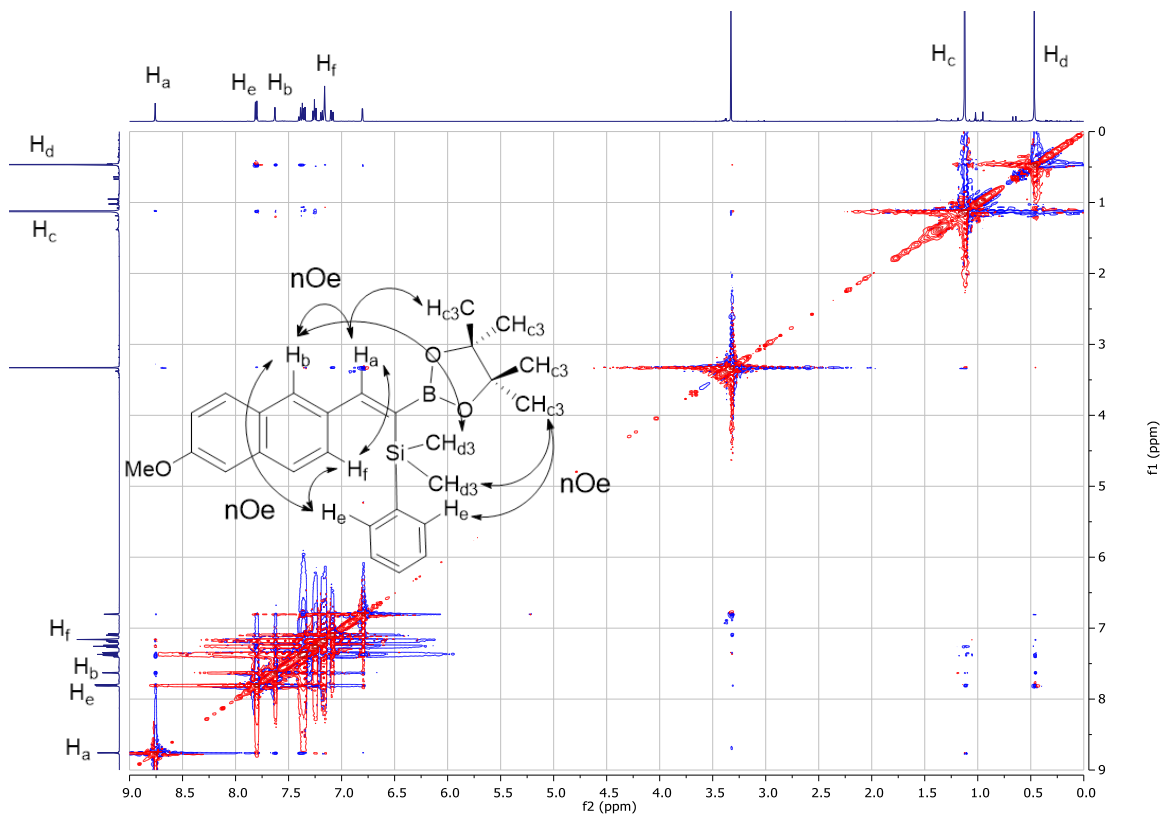 Ha
He
Hb
Hf
Hc
Hd
Hd
Hc
Hf
Hb
He
Ha
nOe
Hc3C
CHc3
Hb
Ha
O
CHc3
B
O
CHc3
CHd3
Si
MeO
Hf
CHd3
nOe
nOe
He
He
0
1
2
3
4
5
6
7
8
9
f1 (ppm)
9.0 8.5 8.0 7.5 7.0 6.5 6.0 5.5 5.0 4.5 4.0 3.5 3.0 2.5 2.0 1.5 1.0 0.5 0.0
f2 (ppm)